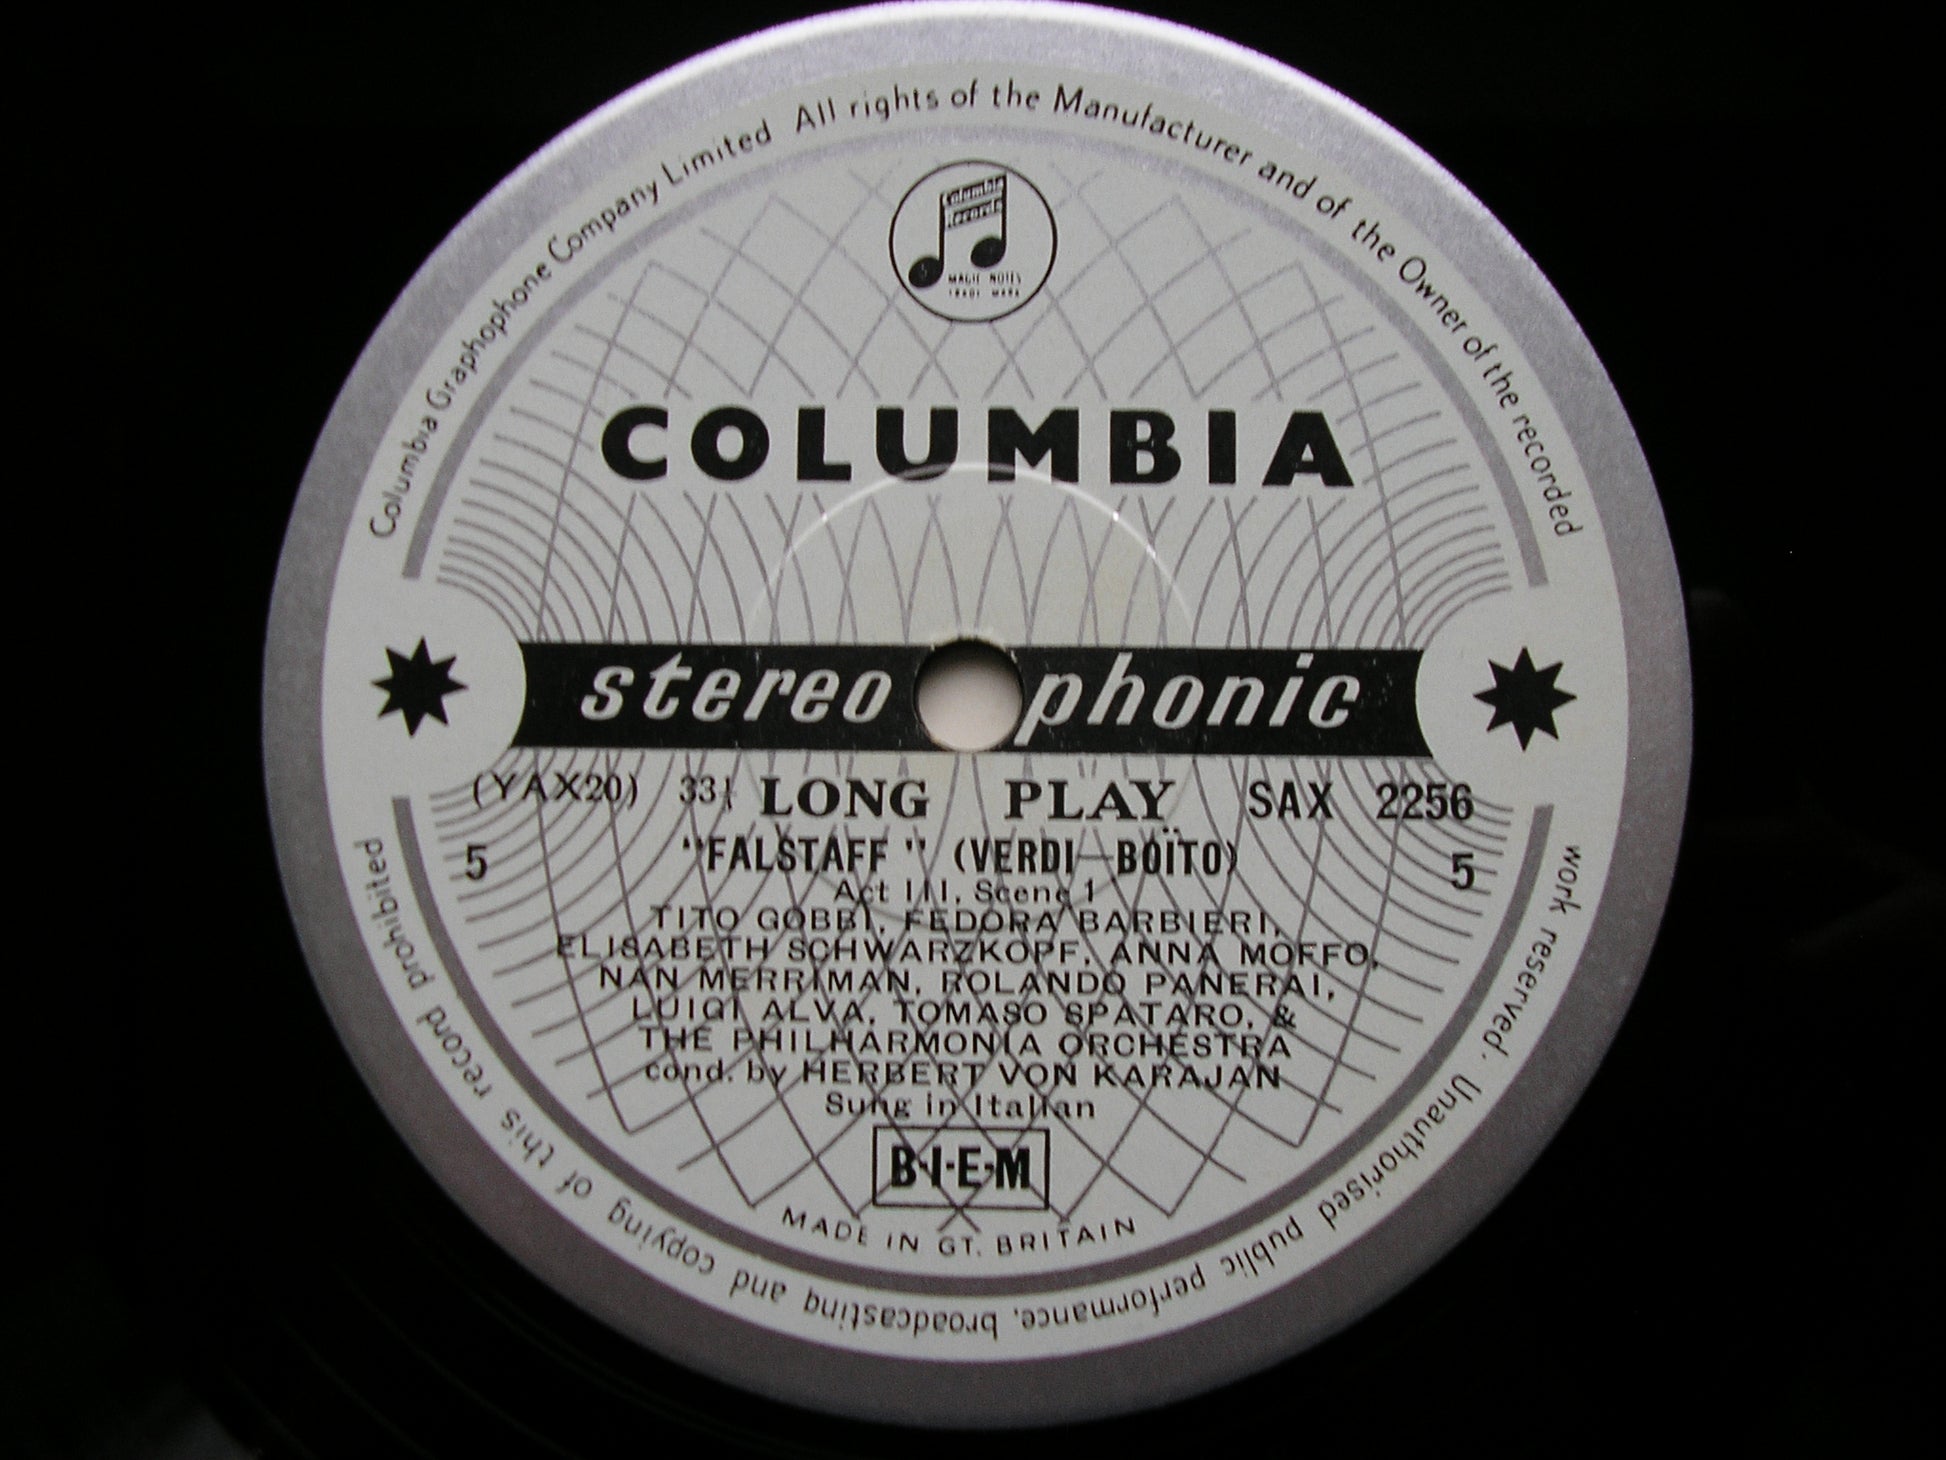 Columbia Graphophone Company Limited All rights of the Manufacturer and of the Owner of the recorded
work reserved. Unauthorised public performance, broadcasting and copying of this record prohibited
Columbia
Records
MAGIC NOTES
TRADE MARK
COLUMBIA
stereophonic
(YAX20) 33⅓ LONG PLAY SAX 2256
5 "FALSTAFF" (VERDI—BOÏTO) 5
Act III, Scene 1
TITO GOBBI, FEDORA BARBIERI,
ELISABETH SCHWARZKOPF, ANNA MOFFO,
NAN MERRIMAN, ROLANDO PANERAI,
LUIGI ALVA, TOMASO SPATARO, &
THE PHILHARMONIA ORCHESTRA
cond. by HERBERT VON KARAJAN
Sung in Italian
B·I·E·M
MADE IN GT. BRITAIN